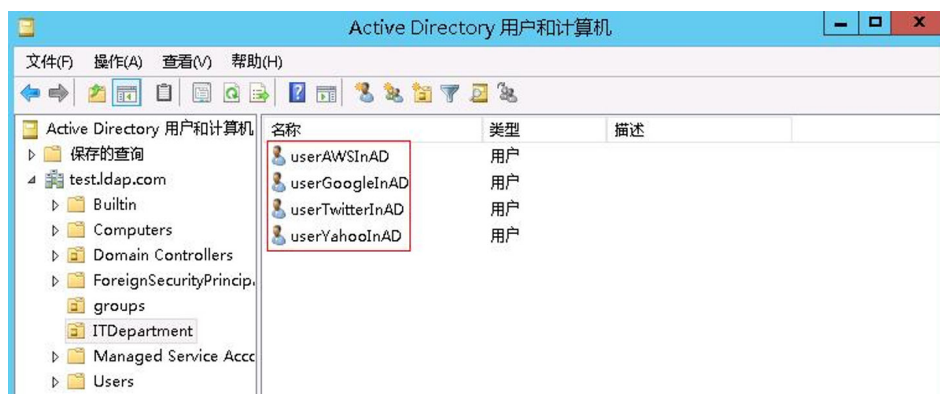 Active Directory 用户和计算机
文件(F) 操作(A) 查看(V) 帮助(H)
Active Directory 用户和计算机
保存的查询
test.ldap.com
Builtin
Computers
Domain Controllers
ForeignSecurityPrincip
groups
ITDepartment
Managed Service Acco
Users
名称 类型 描述
userAWSInAD 用户
userGoogleInAD 用户
userTwitterInAD 用户
userYahooInAD 用户